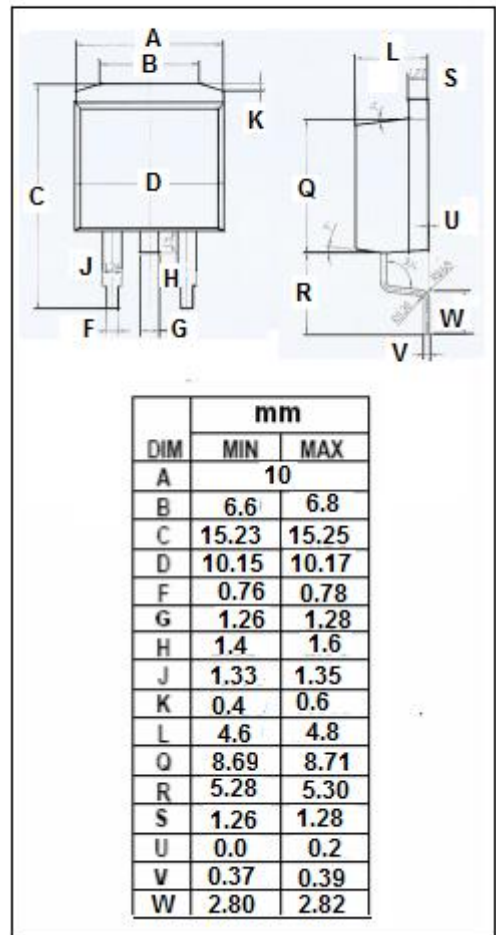 A
B
L
S
K
C
D
Q
U
J
H
R
W
F
G
V
mm
DIM MIN MAX
A 10
B 6.6 6.8
C 15.23 15.25
D 10.15 10.17
F 0.76 0.78
G 1.26 1.28
H 1.4 1.6
J 1.33 1.35
K 0.4 0.6
L 4.6 4.8
Q 8.69 8.71
R 5.28 5.30
S 1.26 1.28
U 0.0 0.2
V 0.37 0.39
W 2.80 2.82